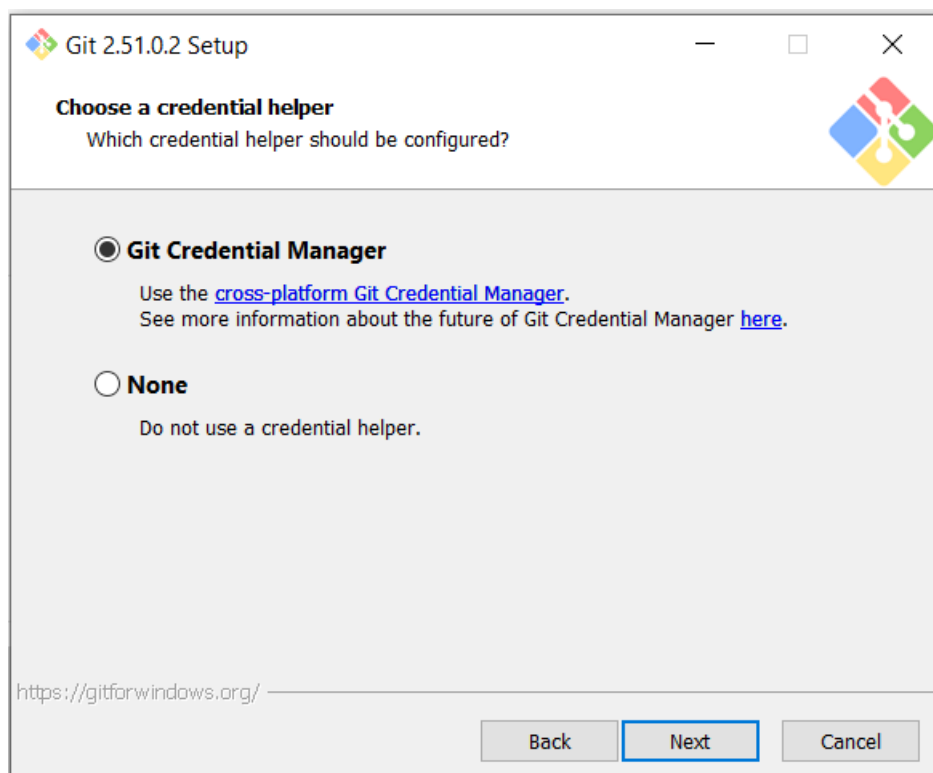 Git 2.51.0.2 Setup
Choose a credential helper
Which credential helper should be configured?
Git Credential Manager
Use the cross-platform Git Credential Manager.
See more information about the future of Git Credential Manager here.
None
Do not use a credential helper.
https://gitforwindows.org/
Back Next Cancel